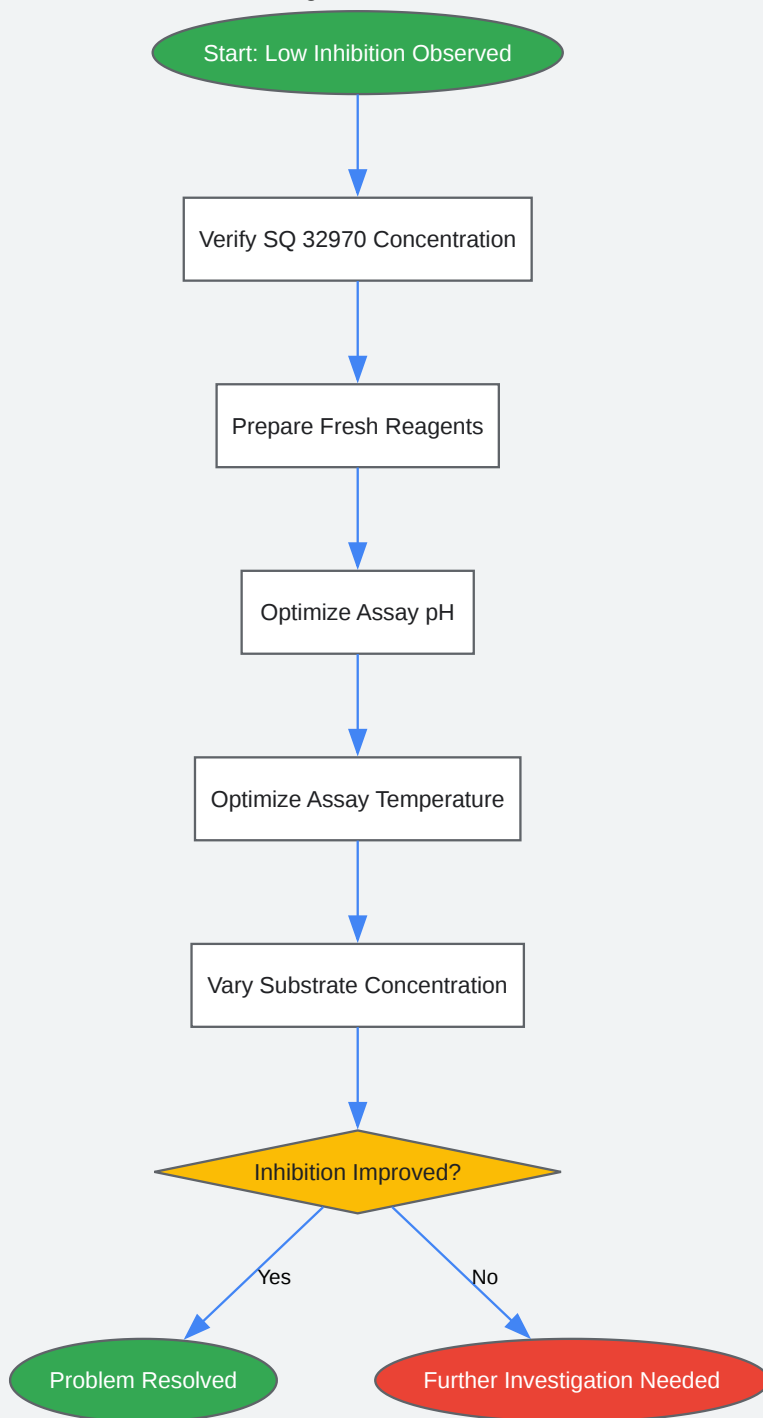 Start: Low Inhibition Observed
Verify SQ 32970 Concentration
Prepare Fresh Reagents
Optimize Assay pH
Optimize Assay Temperature
Vary Substrate Concentration
Inhibition Improved?
Yes
No
Problem Resolved
Further Investigation Needed